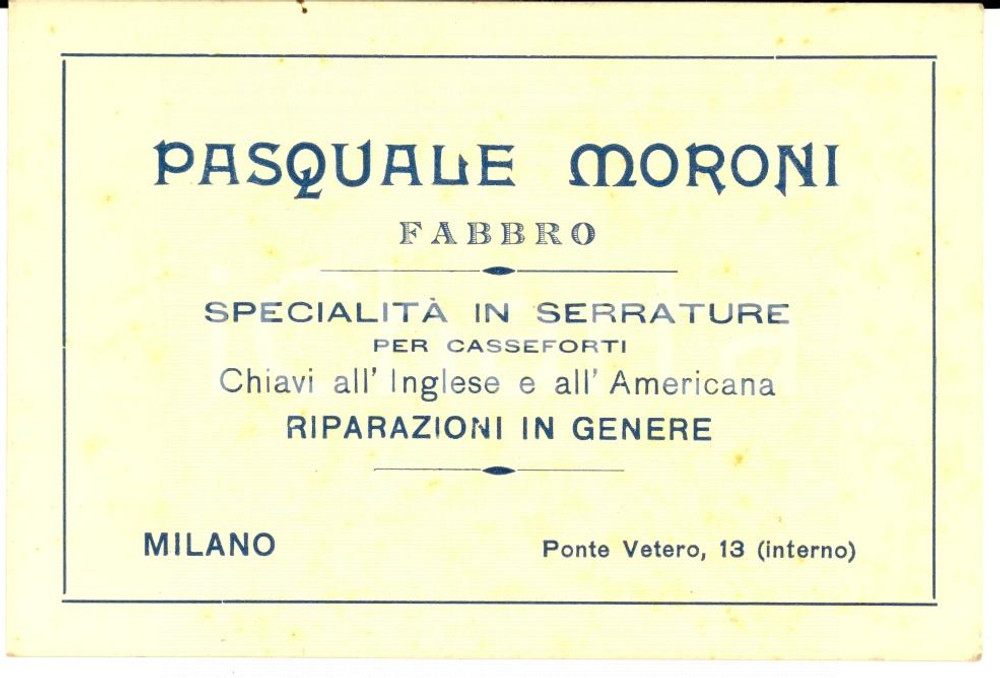 PASQUALE MORONI
FABBRO
SPECIALITÀ IN SERRATURE
PER CASSEFORTI
Chiavi all' Inglese e all' Americana
RIPARAZIONI IN GENERE
MILANO
Ponte Vetero, 13 (interno)